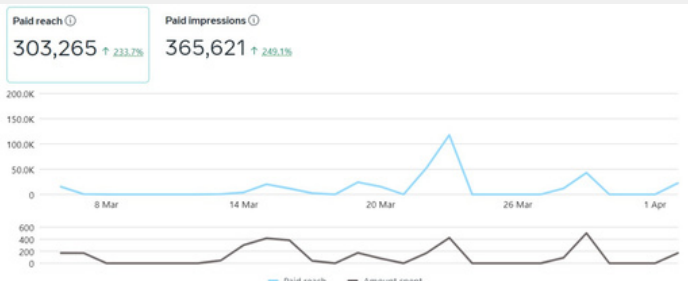 Paid reach Paid impressions
303,265 ↑ 233.7% 365,621 ↑ 249.1%
200.0K
150.0K
100.0K
50.0K
0
8 Mar 14 Mar 20 Mar 26 Mar 1 Apr
600
400
200
0
Paid reach Amount spent